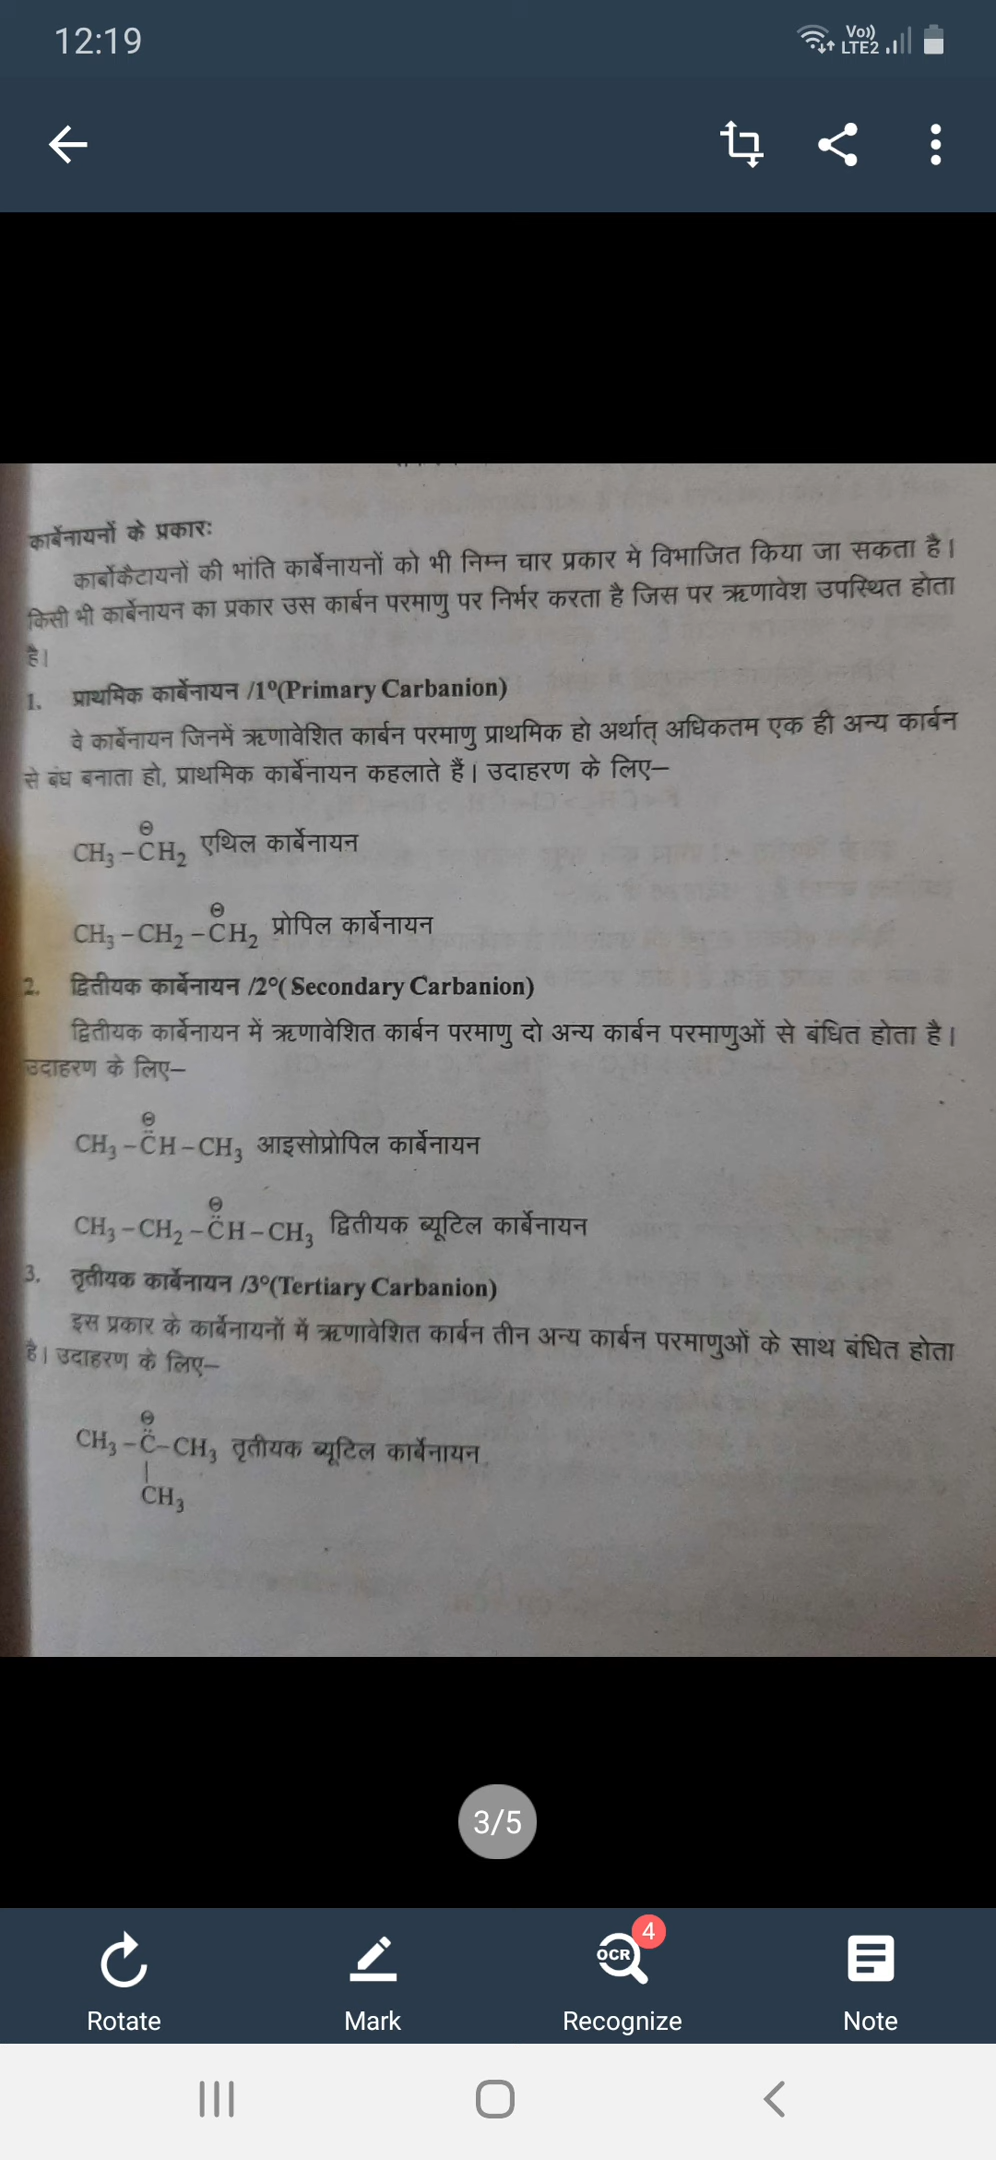 12:19
Vo))
LTE2
कार्बेनायनों के प्रकारः
कार्बोकैटायनों की भांति कार्बेनायनों को भी निम्न चार प्रकार मे विभाजित किया जा सकता है।
किसी भी कार्बेनायन का प्रकार उस कार्बन परमाणु पर निर्भर करता है जिस पर ऋणावेश उपस्थित होता
है।
1. प्राथमिक कार्बेनायन /1º(Primary Carbanion)
वे कार्बेनायन जिनमें ऋणावेशित कार्बन परमाणु प्राथमिक हो अर्थात् अधिकतम एक ही अन्य कार्बन
से बंध बनाता हो, प्राथमिक कार्बेनायन कहलाते हैं। उदाहरण के लिए–
Θ
CH₃–C̈H₂ एथिल कार्बेनायन
Θ
CH₃–CH₂–C̈H₂ प्रोपिल कार्बेनायन
2. द्वितीयक कार्बेनायन /2º( Secondary Carbanion)
द्वितीयक कार्बेनायन में ऋणावेशित कार्बन परमाणु दो अन्य कार्बन परमाणुओं से बंधित होता है।
उदाहरण के लिए–
Θ
CH₃–C̈H–CH₃ आइसोप्रोपिल कार्बेनायन
Θ
CH₃–CH₂–C̈H–CH₃ द्वितीयक ब्यूटिल कार्बेनायन
3. तृतीयक कार्बेनायन /3º(Tertiary Carbanion)
इस प्रकार के कार्बेनायनों में ऋणावेशित कार्बन तीन अन्य कार्बन परमाणुओं के साथ बंधित होता
है। उदाहरण के लिए–
Θ
CH₃–C̈–CH₃ तृतीयक ब्यूटिल कार्बेनायन
|
CH₃
3/5
4
OCR
Rotate Mark Recognize Note